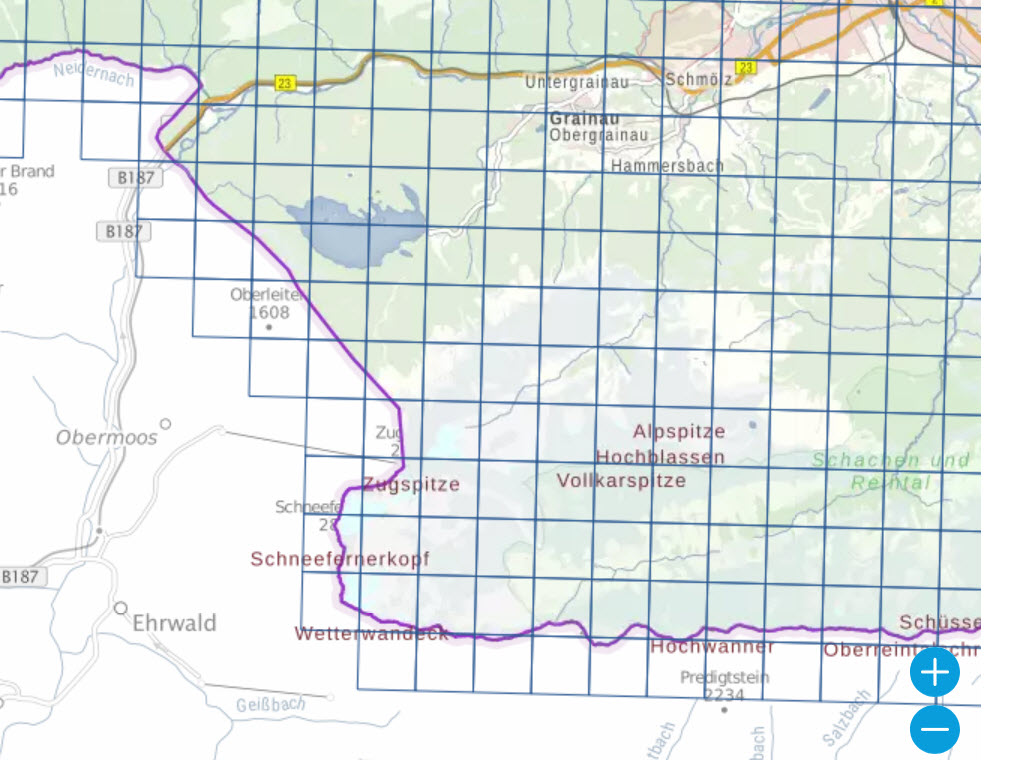 2
23
Neidernach
Untergrainau
Schmölz
23
Grainau
Obergrainau
Hammersbach
r Brand
16
B187
B187
Oberleite
1608
Zug
2
Alpspitze
Obermoos
Hochblassen
Schachen und
Reintal
Zugspitze
Vollkarspitze
Schneefe
28
Schneefernerkopf
B187
Ehrwald
Wetterwandeck
Schüsse
Hochwanner
Oberreintalschr
Predigtstein
2234
Geißbach
Salzbach
tbach
bach